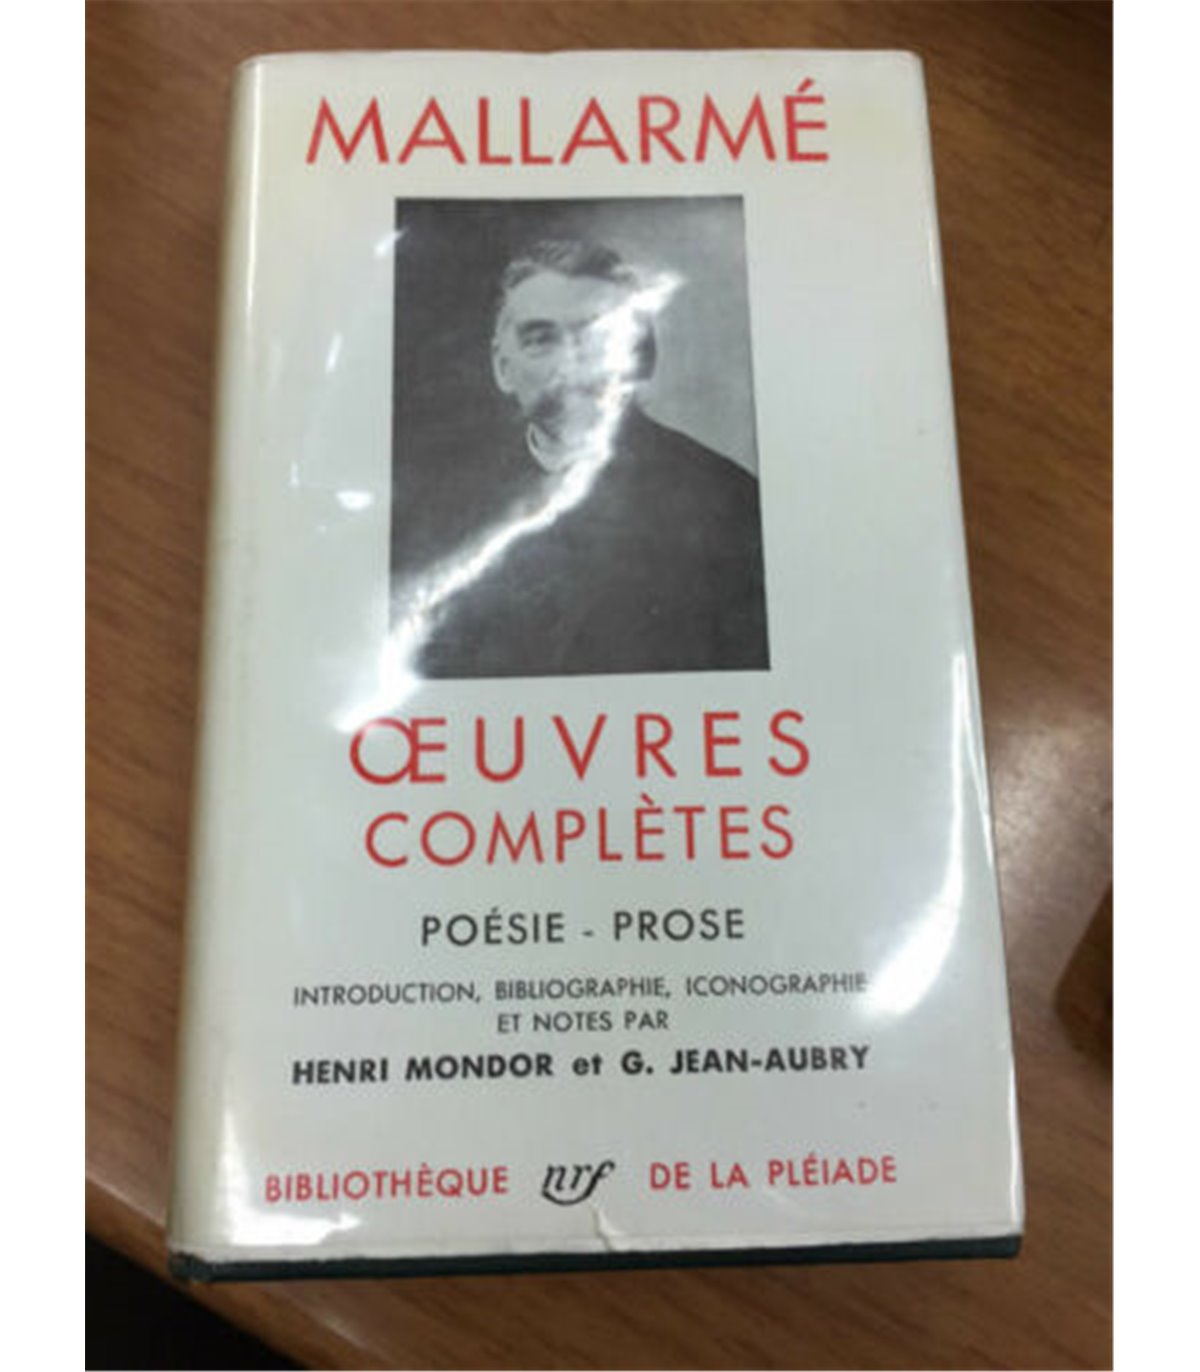 MALLARMÉ
ŒUVRES
COMPLÈTES
POÉSIE - PROSE
INTRODUCTION, BIBLIOGRAPHIE, ICONOGRAPHIE
ET NOTES PAR
HENRI MONDOR et G. JEAN-AUBRY
BIBLIOTHÈQUE nrf DE LA PLÉIADE